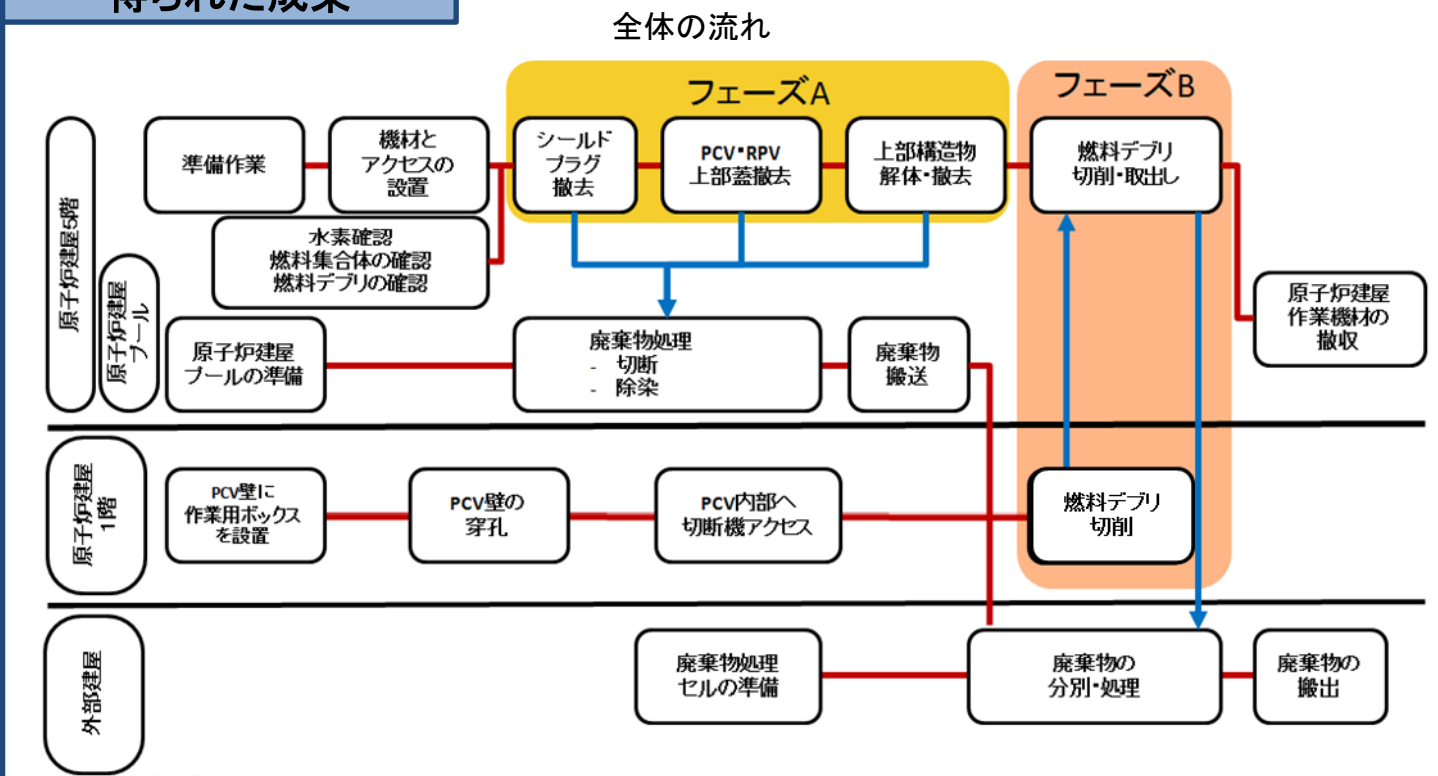 得られた成果
全体の流れ
フェーズA
フェーズB
原子炉建屋5階
原子炉建屋
プール
準備作業
機材と
アクセスの
設置
シールド
プラグ
撤去
PCV・RPV
上部蓋撤去
上部構造物
解体・撤去
燃料デブリ
切削・取出し
水素確認
燃料集合体の確認
燃料デブリの確認
原子炉建屋
作業機材の
撤収
原子炉建屋
プールの準備
廃棄物処理
- 切断
- 除染
廃棄物
搬送
原子炉建屋
1階
PCV壁に
作業用ボックス
を設置
PCV壁の
穿孔
PCV内部へ
切断機アクセス
燃料デブリ
切削
外部建屋
廃棄物処理
セルの準備
廃棄物の
分別・処理
廃棄物の
搬出